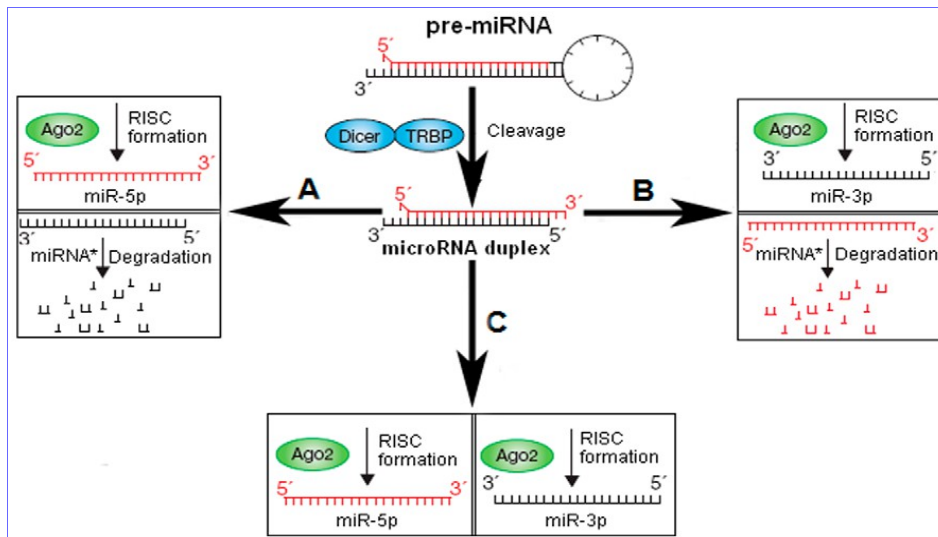 pre-miRNA
5´
3´
Dicer
TRBP
Cleavage
Ago2
RISC
formation
5´
3´
miR-5p
3´
5´
miRNA*
Degradation
A
B
3´
5´
3´
5´
microRNA duplex
Ago2
RISC
formation
3´
5´
miR-3p
5´
3´
miRNA*
Degradation
C
Ago2
RISC
formation
5´
3´
miR-5p
Ago2
RISC
formation
3´
5´
miR-3p